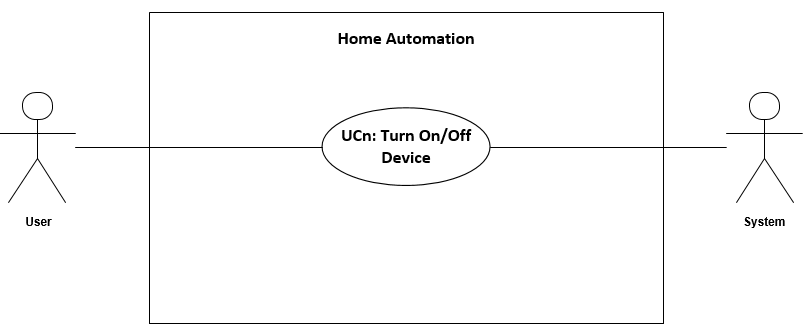 Home Automation
UCn: Turn On/Off
Device
User
System